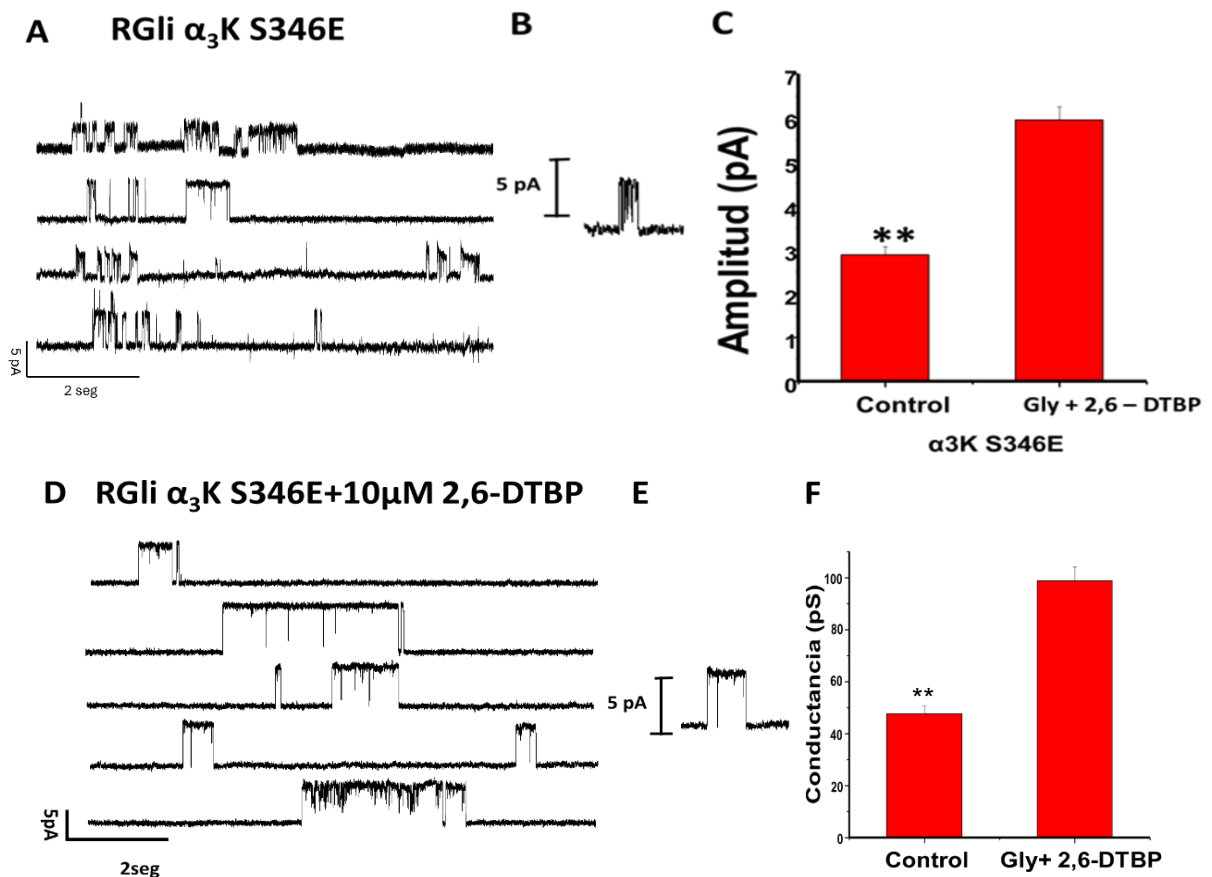 A RGli α₃K S346E
B
C
5 pA
2 seg
5 pA
Amplitud (pA)
7
6
5
4
3
2
1
0
**
Control
Gly + 2,6 – DTBP
α3K S346E
D RGli α₃K S346E+10μM 2,6-DTBP
E
F
5pA
2seg
5 pA
Conductancia (pS)
100
80
60
40
20
0
**
Control
Gly+ 2,6-DTBP